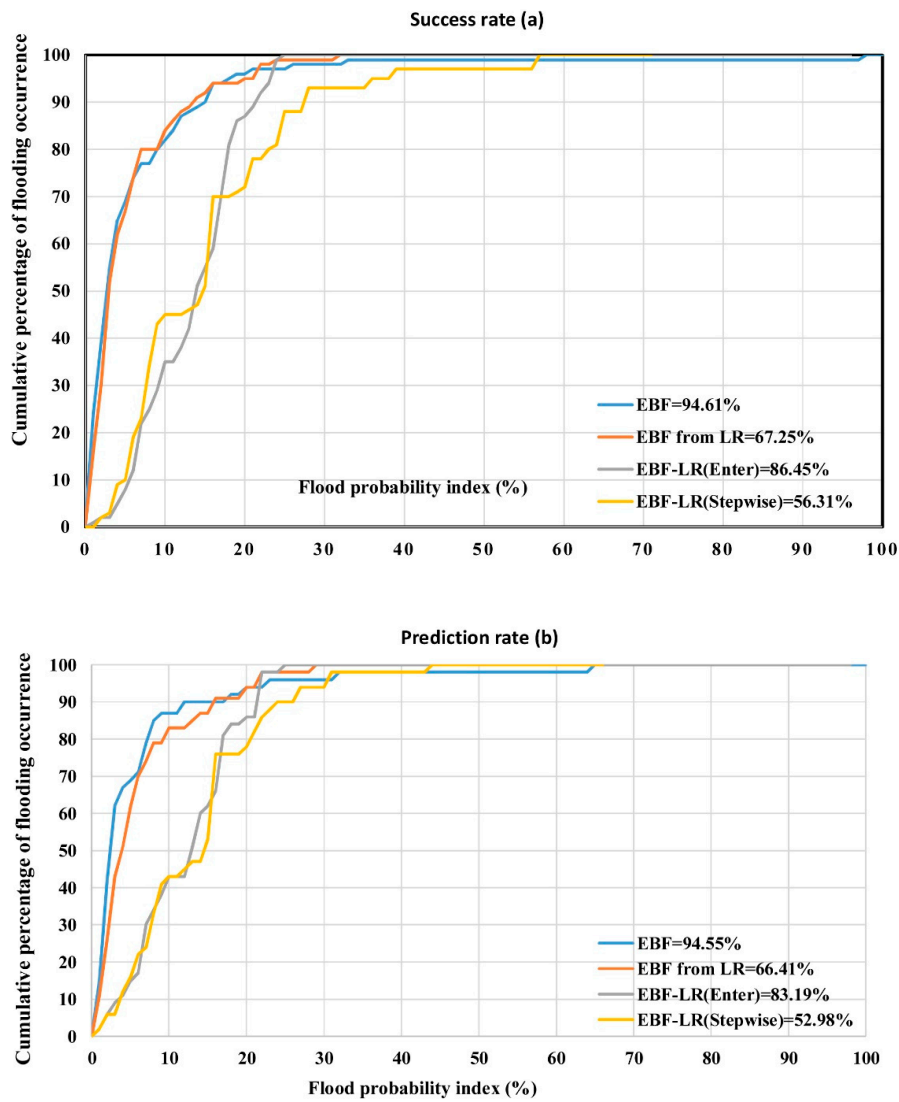 Success rate (a)
Cumulative percentage of flooding occurrence
100
90
80
70
60
50
40
30
20
10
0
EBF=94.61%
EBF from LR=67.25%
EBF-LR(Enter)=86.45%
EBF-LR(Stepwise)=56.31%
Flood probability index (%)
0 10 20 30 40 50 60 70 80 90 100
Prediction rate (b)
Cumulative percentage of flooding occurrence
100
90
80
70
60
50
40
30
20
10
0
EBF=94.55%
EBF from LR=66.41%
EBF-LR(Enter)=83.19%
EBF-LR(Stepwise)=52.98%
0 10 20 30 40 50 60 70 80 90 100
Flood probability index (%)